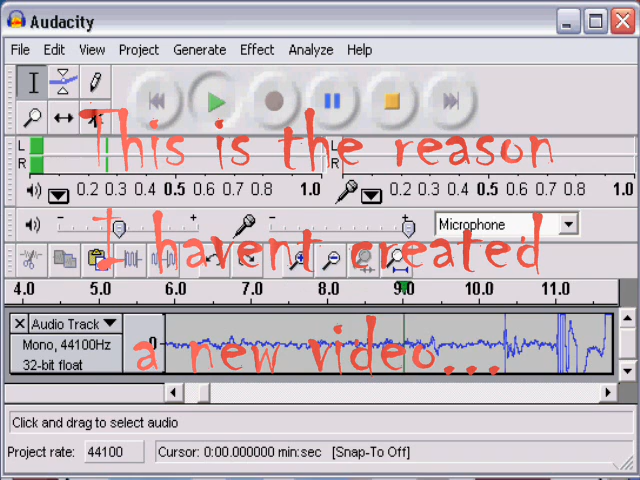 Audacity
File Edit View Project Generate Effect Analyze Help
This is the reason
L
R
L
R
0.2 0.3 0.4 0.5 0.6 0.7 0.8 1.0
0.2 0.3 0.4 0.5 0.6 0.7 0.8 1.0
- +
- +
Microphone
I havent created
4.0 5.0 6.0 7.0 8.0 9.0 10.0 11.0
Audio Track
Mono, 44100Hz
32-bit float
0
a new video...
Click and drag to select audio
Project rate: 44100 Cursor: 0:00.000000 min:sec [Snap-To Off]